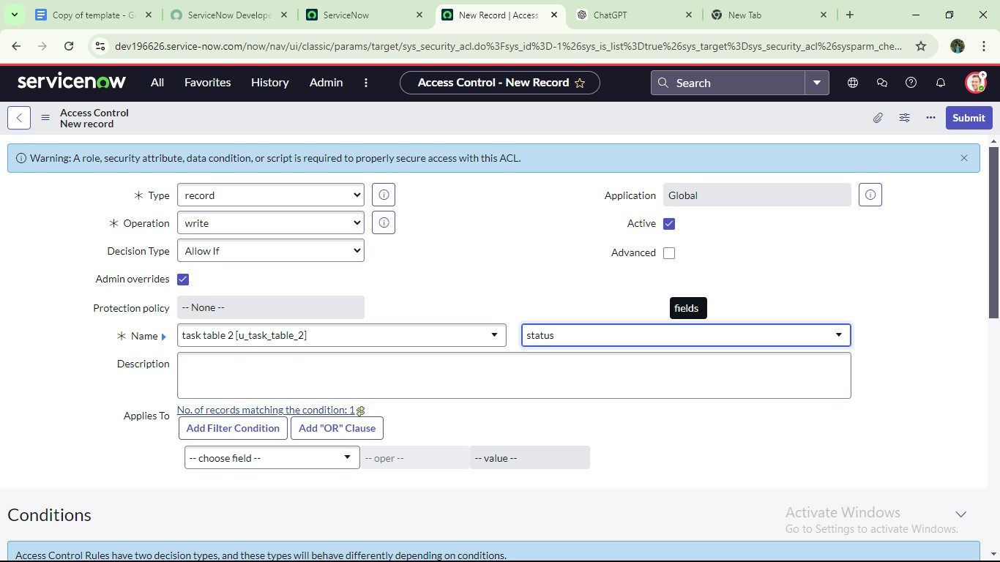 Copy of template - G
ServiceNow Develope
ServiceNow
New Record | Access
ChatGPT
New Tab
dev196626.service-now.com/now/nav/ui/classic/params/target/sys_security_acl.do%3Fsys_id%3D-1%26sys_is_list%3Dtrue%26sys_target%3Dsys_security_acl%26sysparm_che...
servicenow
All
Favorites
History
Admin
Access Control - New Record
Search
Access Control
New record
Submit
Warning: A role, security attribute, data condition, or script is required to properly secure access with this ACL.
Type
record
Application
Global
Operation
write
Active
Decision Type
Allow If
Advanced
Admin overrides
Protection policy
-- None --
fields
Name
task table 2 [u_task_table_2]
status
Description
Applies To
No. of records matching the condition: 1
Add Filter Condition
Add "OR" Clause
-- choose field --
-- oper --
-- value --
Conditions
Activate Windows
Go to Settings to activate Windows.
Access Control Rules have two decision types, and these types will behave differently depending on conditions.